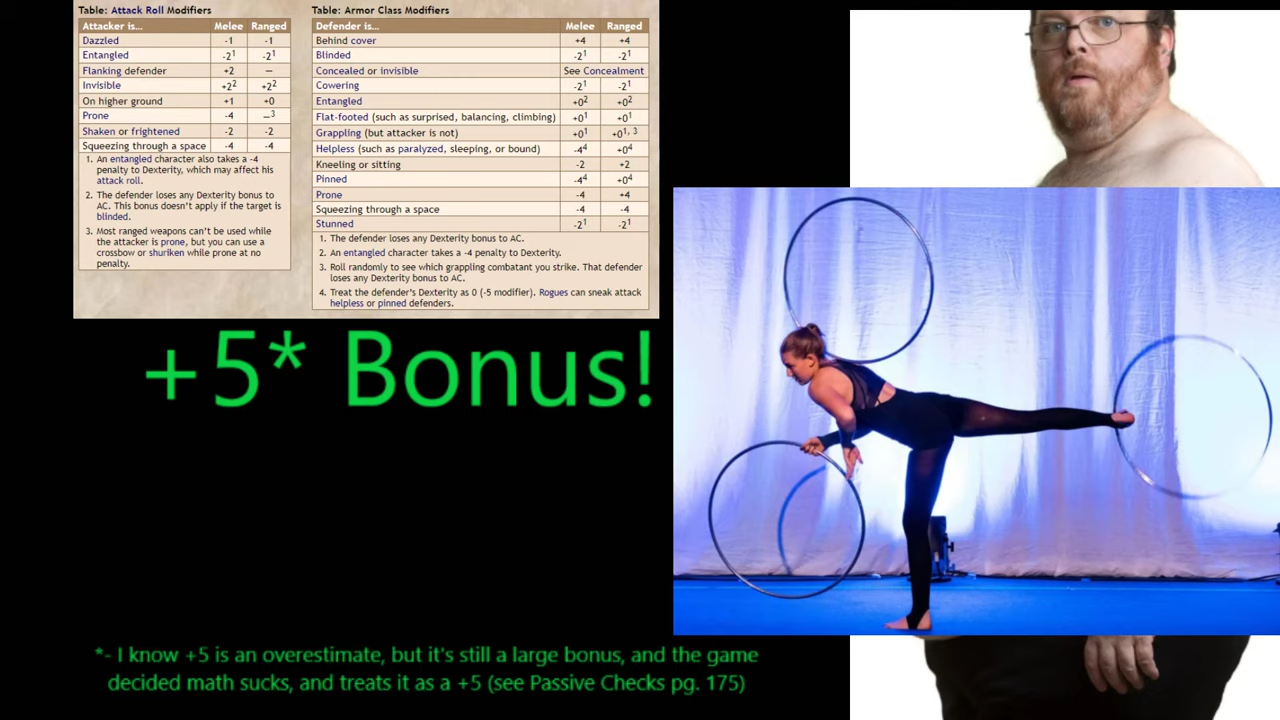 Table: Attack Roll Modifiers
Attacker is... Melee Ranged
Dazzled -1 -1
Entangled -2¹ -2¹
Flanking defender +2 —
Invisible +2² +2²
On higher ground +1 +0
Prone -4 —³
Shaken or frightened -2 -2
Squeezing through a space -4 -4
1. An entangled character also takes a -4
penalty to Dexterity, which may affect his
attack roll.
2. The defender loses any Dexterity bonus to
AC. This bonus doesn't apply if the target is
blinded.
3. Most ranged weapons can't be used while
the attacker is prone, but you can use a
crossbow or shuriken while prone at no
penalty.
Table: Armor Class Modifiers
Defender is... Melee Ranged
Behind cover +4 +4
Blinded -2¹ -2¹
Concealed or invisible See Concealment
Cowering -2¹ -2¹
Entangled +0² +0²
Flat-footed (such as surprised, balancing, climbing) +0¹ +0¹
Grappling (but attacker is not) +0¹ +0¹, ³
Helpless (such as paralyzed, sleeping, or bound) -4⁴ +0⁴
Kneeling or sitting -2 +2
Pinned -4⁴ +0⁴
Prone -4 +4
Squeezing through a space -4 -4
Stunned -2¹ -2¹
1. The defender loses any Dexterity bonus to AC.
2. An entangled character takes a -4 penalty to Dexterity.
3. Roll randomly to see which grappling combatant you strike. That defender
loses any Dexterity bonus to AC.
4. Treat the defender's Dexterity as 0 (-5 modifier). Rogues can sneak attack
helpless or pinned defenders.
+5* Bonus!
*- I know +5 is an overestimate, but it's still a large bonus, and the game
decided math sucks, and treats it as a +5 (see Passive Checks pg. 175)